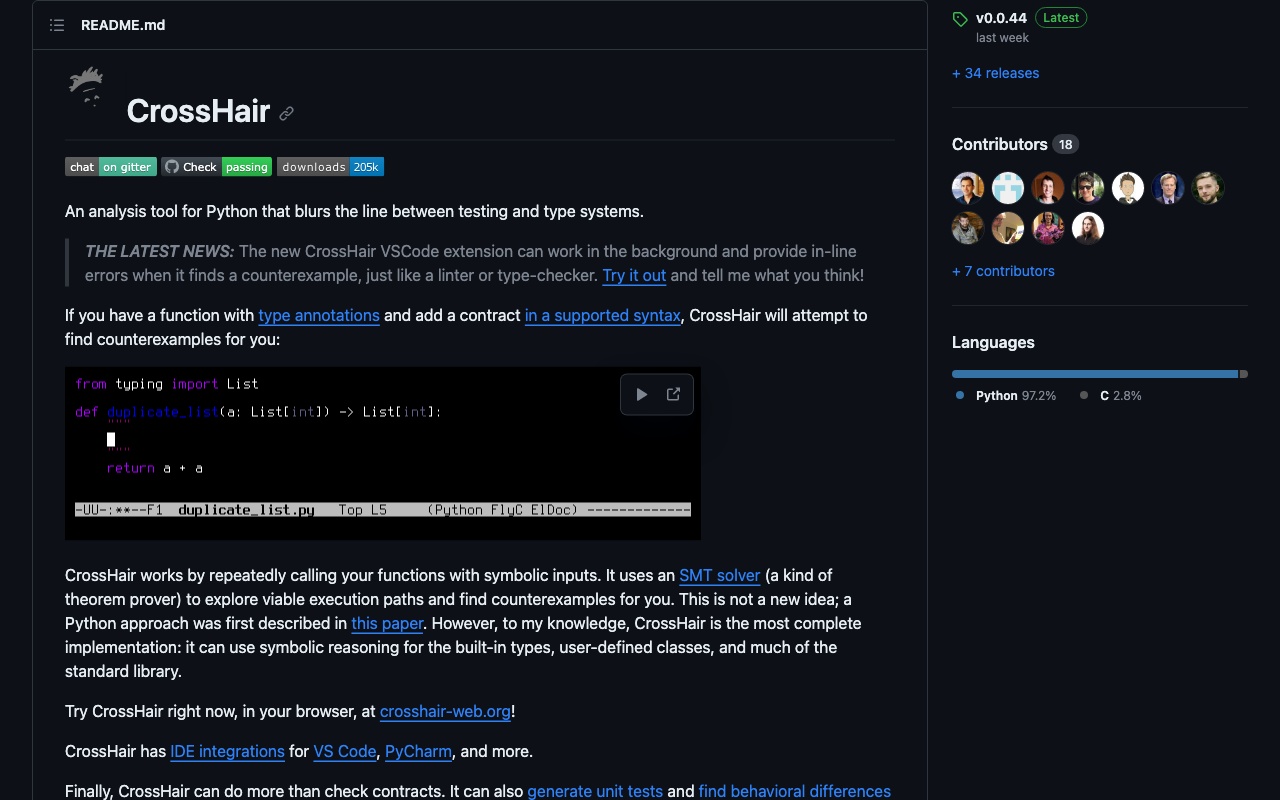 README.md
CrossHair
chat on gitter Check passing downloads 205k
An analysis tool for Python that blurs the line between testing and type systems.
THE LATEST NEWS: The new CrossHair VSCode extension can work in the background and provide in-line
errors when it finds a counterexample, just like a linter or type-checker. Try it out and tell me what you think!
If you have a function with type annotations and add a contract in a supported syntax, CrossHair will attempt to
find counterexamples for you:
from typing import List
def duplicate_list(a: List[int]) -> List[int]:
"""
"""
return a + a
-UU-:**--F1  duplicate_list.py   Top L5     (Python FlyC ElDoc) -------------
CrossHair works by repeatedly calling your functions with symbolic inputs. It uses an SMT solver (a kind of
theorem prover) to explore viable execution paths and find counterexamples for you. This is not a new idea; a
Python approach was first described in this paper. However, to my knowledge, CrossHair is the most complete
implementation: it can use symbolic reasoning for the built-in types, user-defined classes, and much of the
standard library.
Try CrossHair right now, in your browser, at crosshair-web.org!
CrossHair has IDE integrations for VS Code, PyCharm, and more.
Finally, CrossHair can do more than check contracts. It can also generate unit tests and find behavioral differences
v0.0.44 Latest
last week
+ 34 releases
Contributors 18
+ 7 contributors
Languages
Python 97.2% C 2.8%